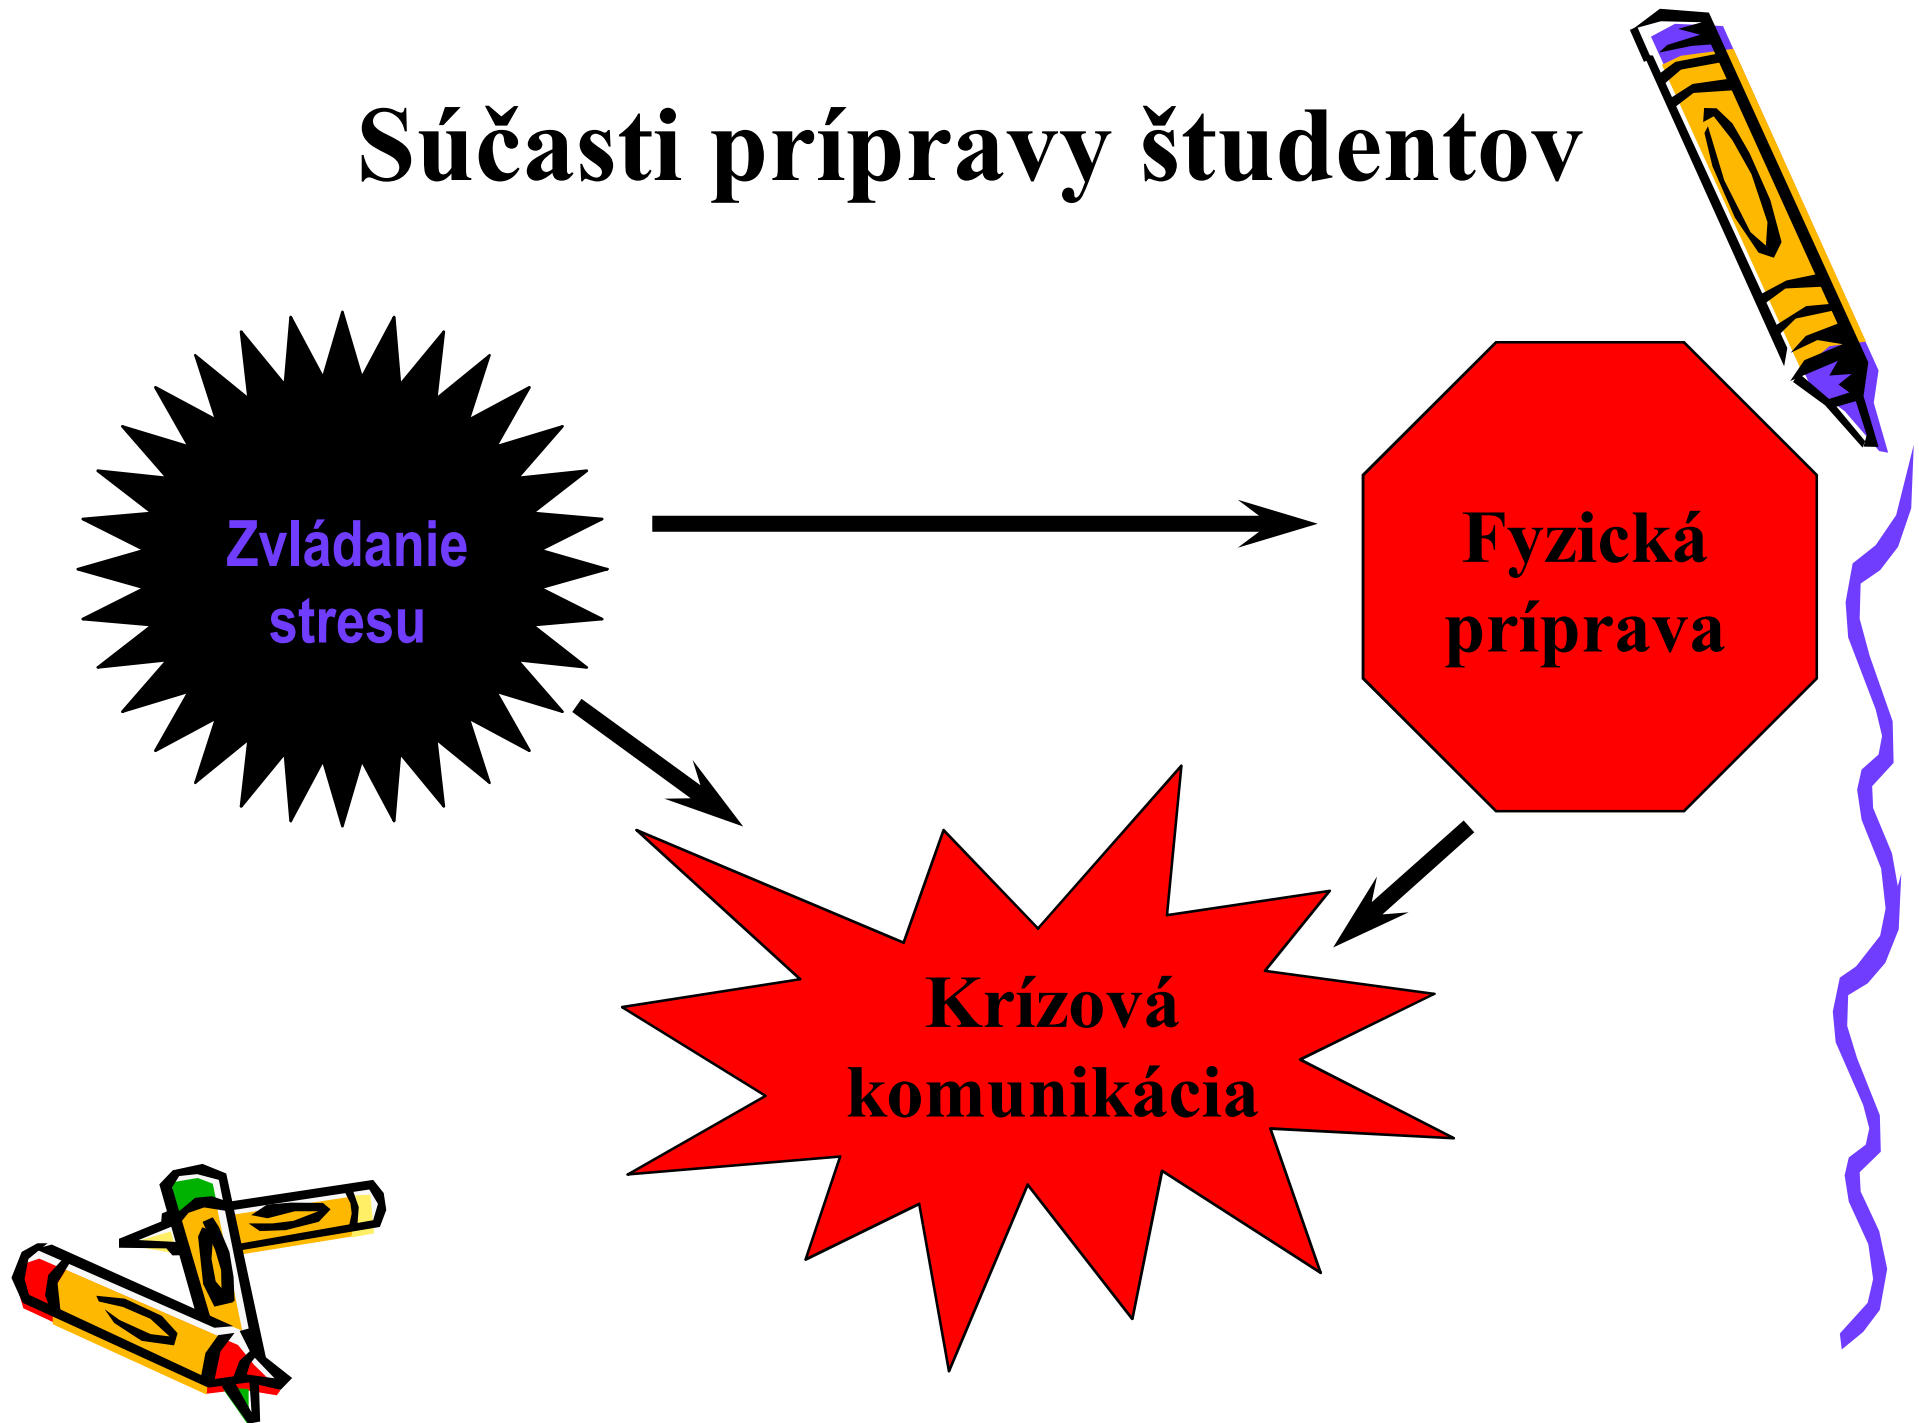 Súčasti prípravy študentov
Zvládanie
stresu
Fyzická
príprava
Krízová
komunikácia